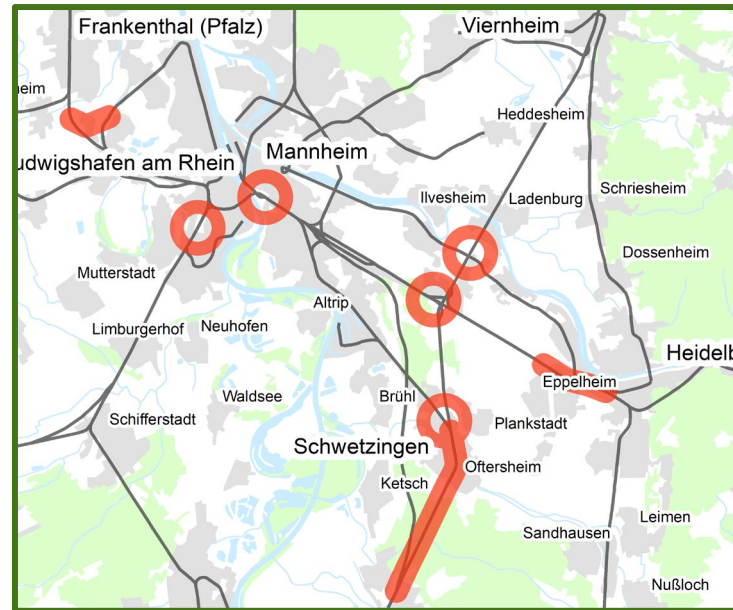 Frankenthal (Pfalz)
Viernheim
eim
Heddesheim
udwigshafen am Rhein
Mannheim
Ilvesheim
Ladenburg
Schriesheim
Dossenheim
Mutterstadt
Altrip
Limburgerhof
Neuhofen
Heidelb
Eppelheim
Waldsee
Brühl
Schifferstadt
Plankstadt
Schwetzingen
Oftersheim
Ketsch
Leimen
Sandhausen
Nußloch